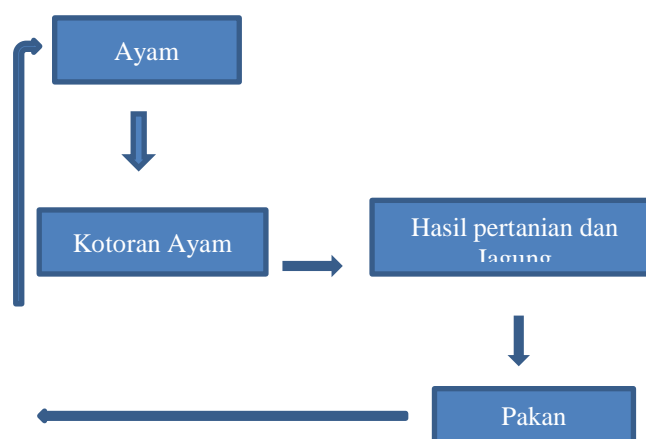 Ayam
Kotoran Ayam
Hasil pertanian dan
Jagung
Pakan